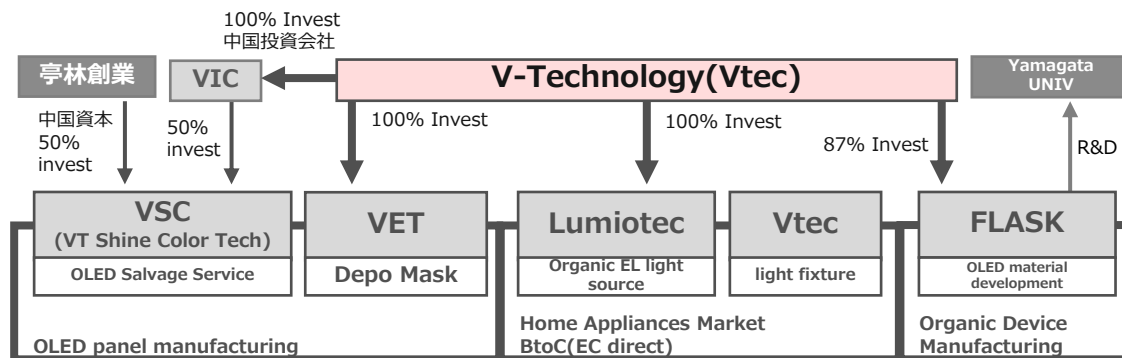 100% Invest
中国投資会社
亭林創業
VIC
V-Technology(Vtec)
Yamagata
UNIV
中国資本
50%
invest
50%
invest
100% Invest
100% Invest
87% Invest
R&D
VSC
(VT Shine Color Tech)
OLED Salvage Service
VET
Depo Mask
Lumiotec
Organic EL light
source
Vtec
light fixture
FLASK
OLED material
development
OLED panel manufacturing
Home Appliances Market
BtoC(EC direct)
Organic Device
Manufacturing